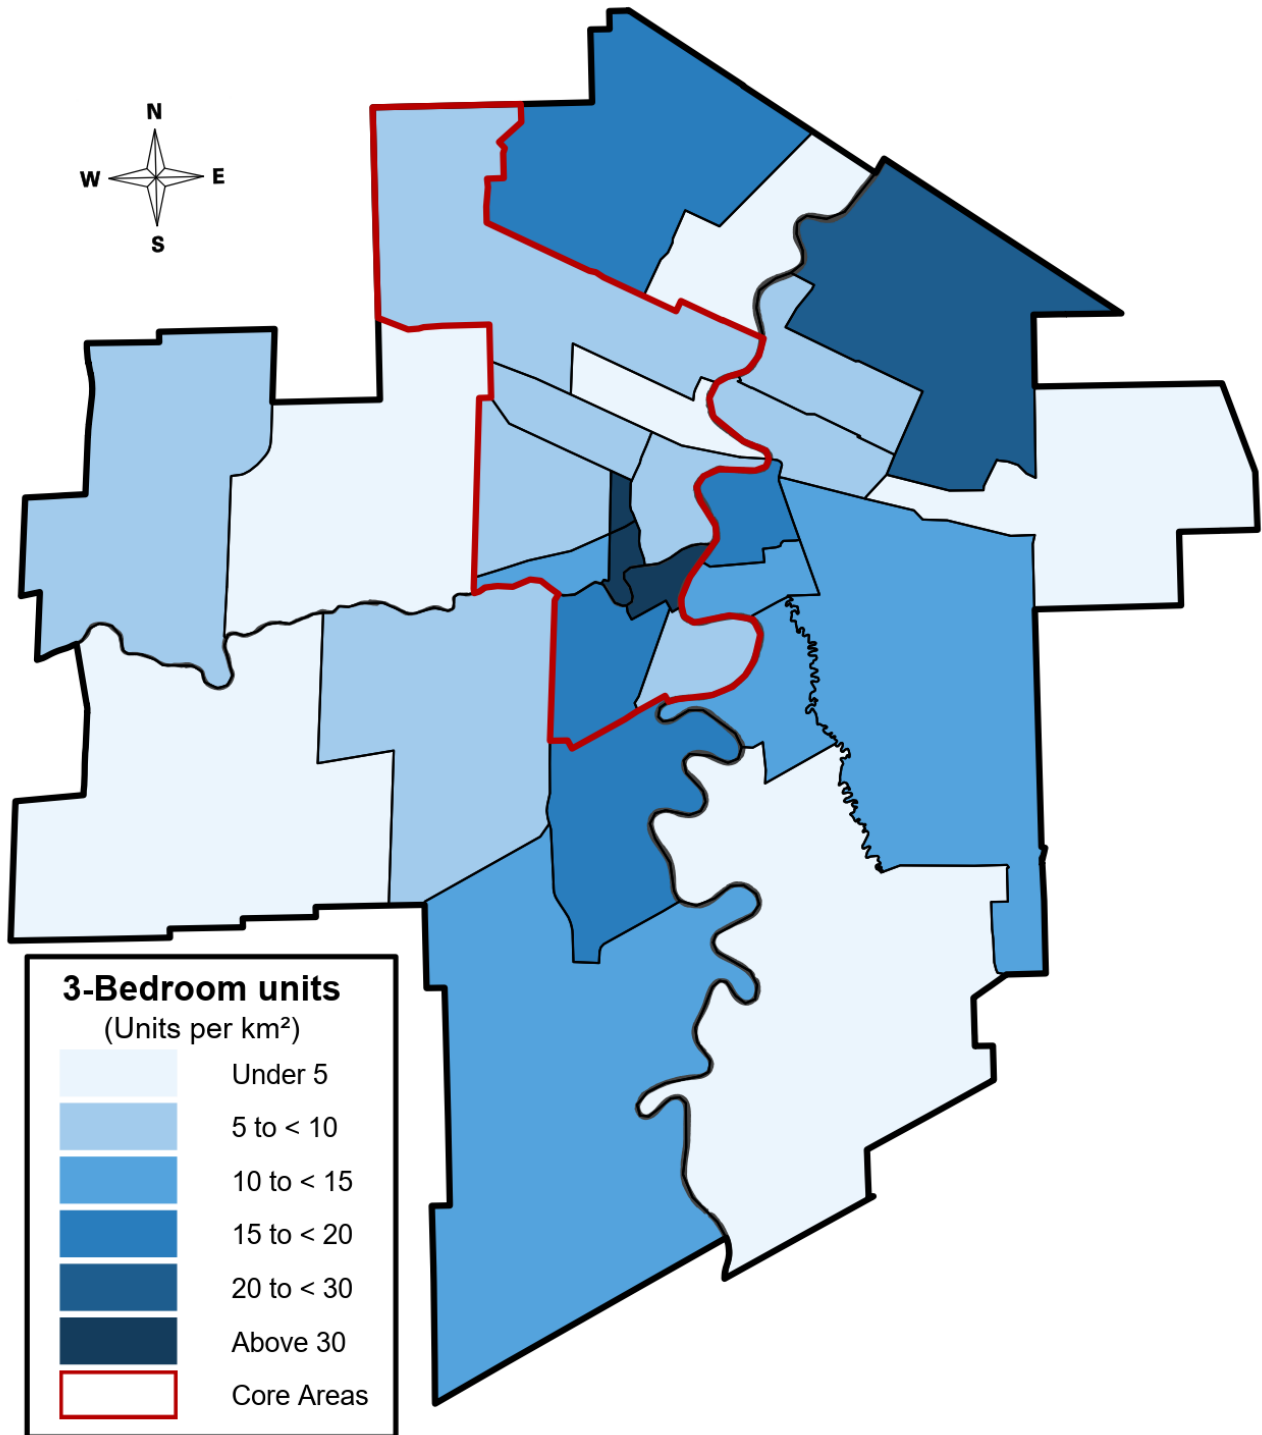 N
W E
S
3-Bedroom units
(Units per km²)
Under 5
5 to < 10
10 to < 15
15 to < 20
20 to < 30
Above 30
Core Areas